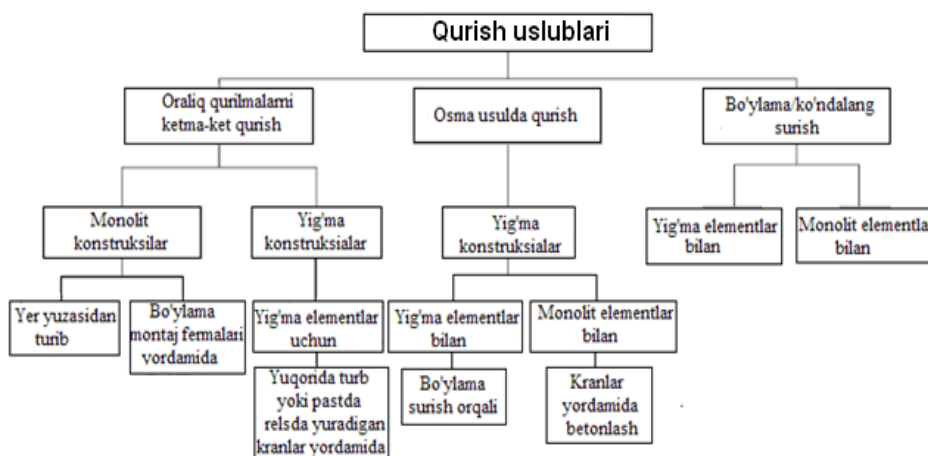 Qurish uslublari
Oraliq qurilmalarni
ketma-ket qurish
Osma usulda qurish
Bo'ylama/ko'ndalang
surish
Monolit
konstruksilar
Yig'ma
konstruksialar
Yig'ma
konstruksialar
Yig'ma elementlar
bilan
Monolit elementlar
bilan
Yer yuzasidan
turib
Bo'ylama
montaj fermalari
yordamida
Yig'ma elementlar
uchun
Yig'ma elementlar
bilan
Monolit elementlar
bilan
Yuqorida turb
yoki pastda
relsda yuradigan
kranlar yordamida
Bo'ylama
surish orqali
Kranlar
yordamida
betonlash